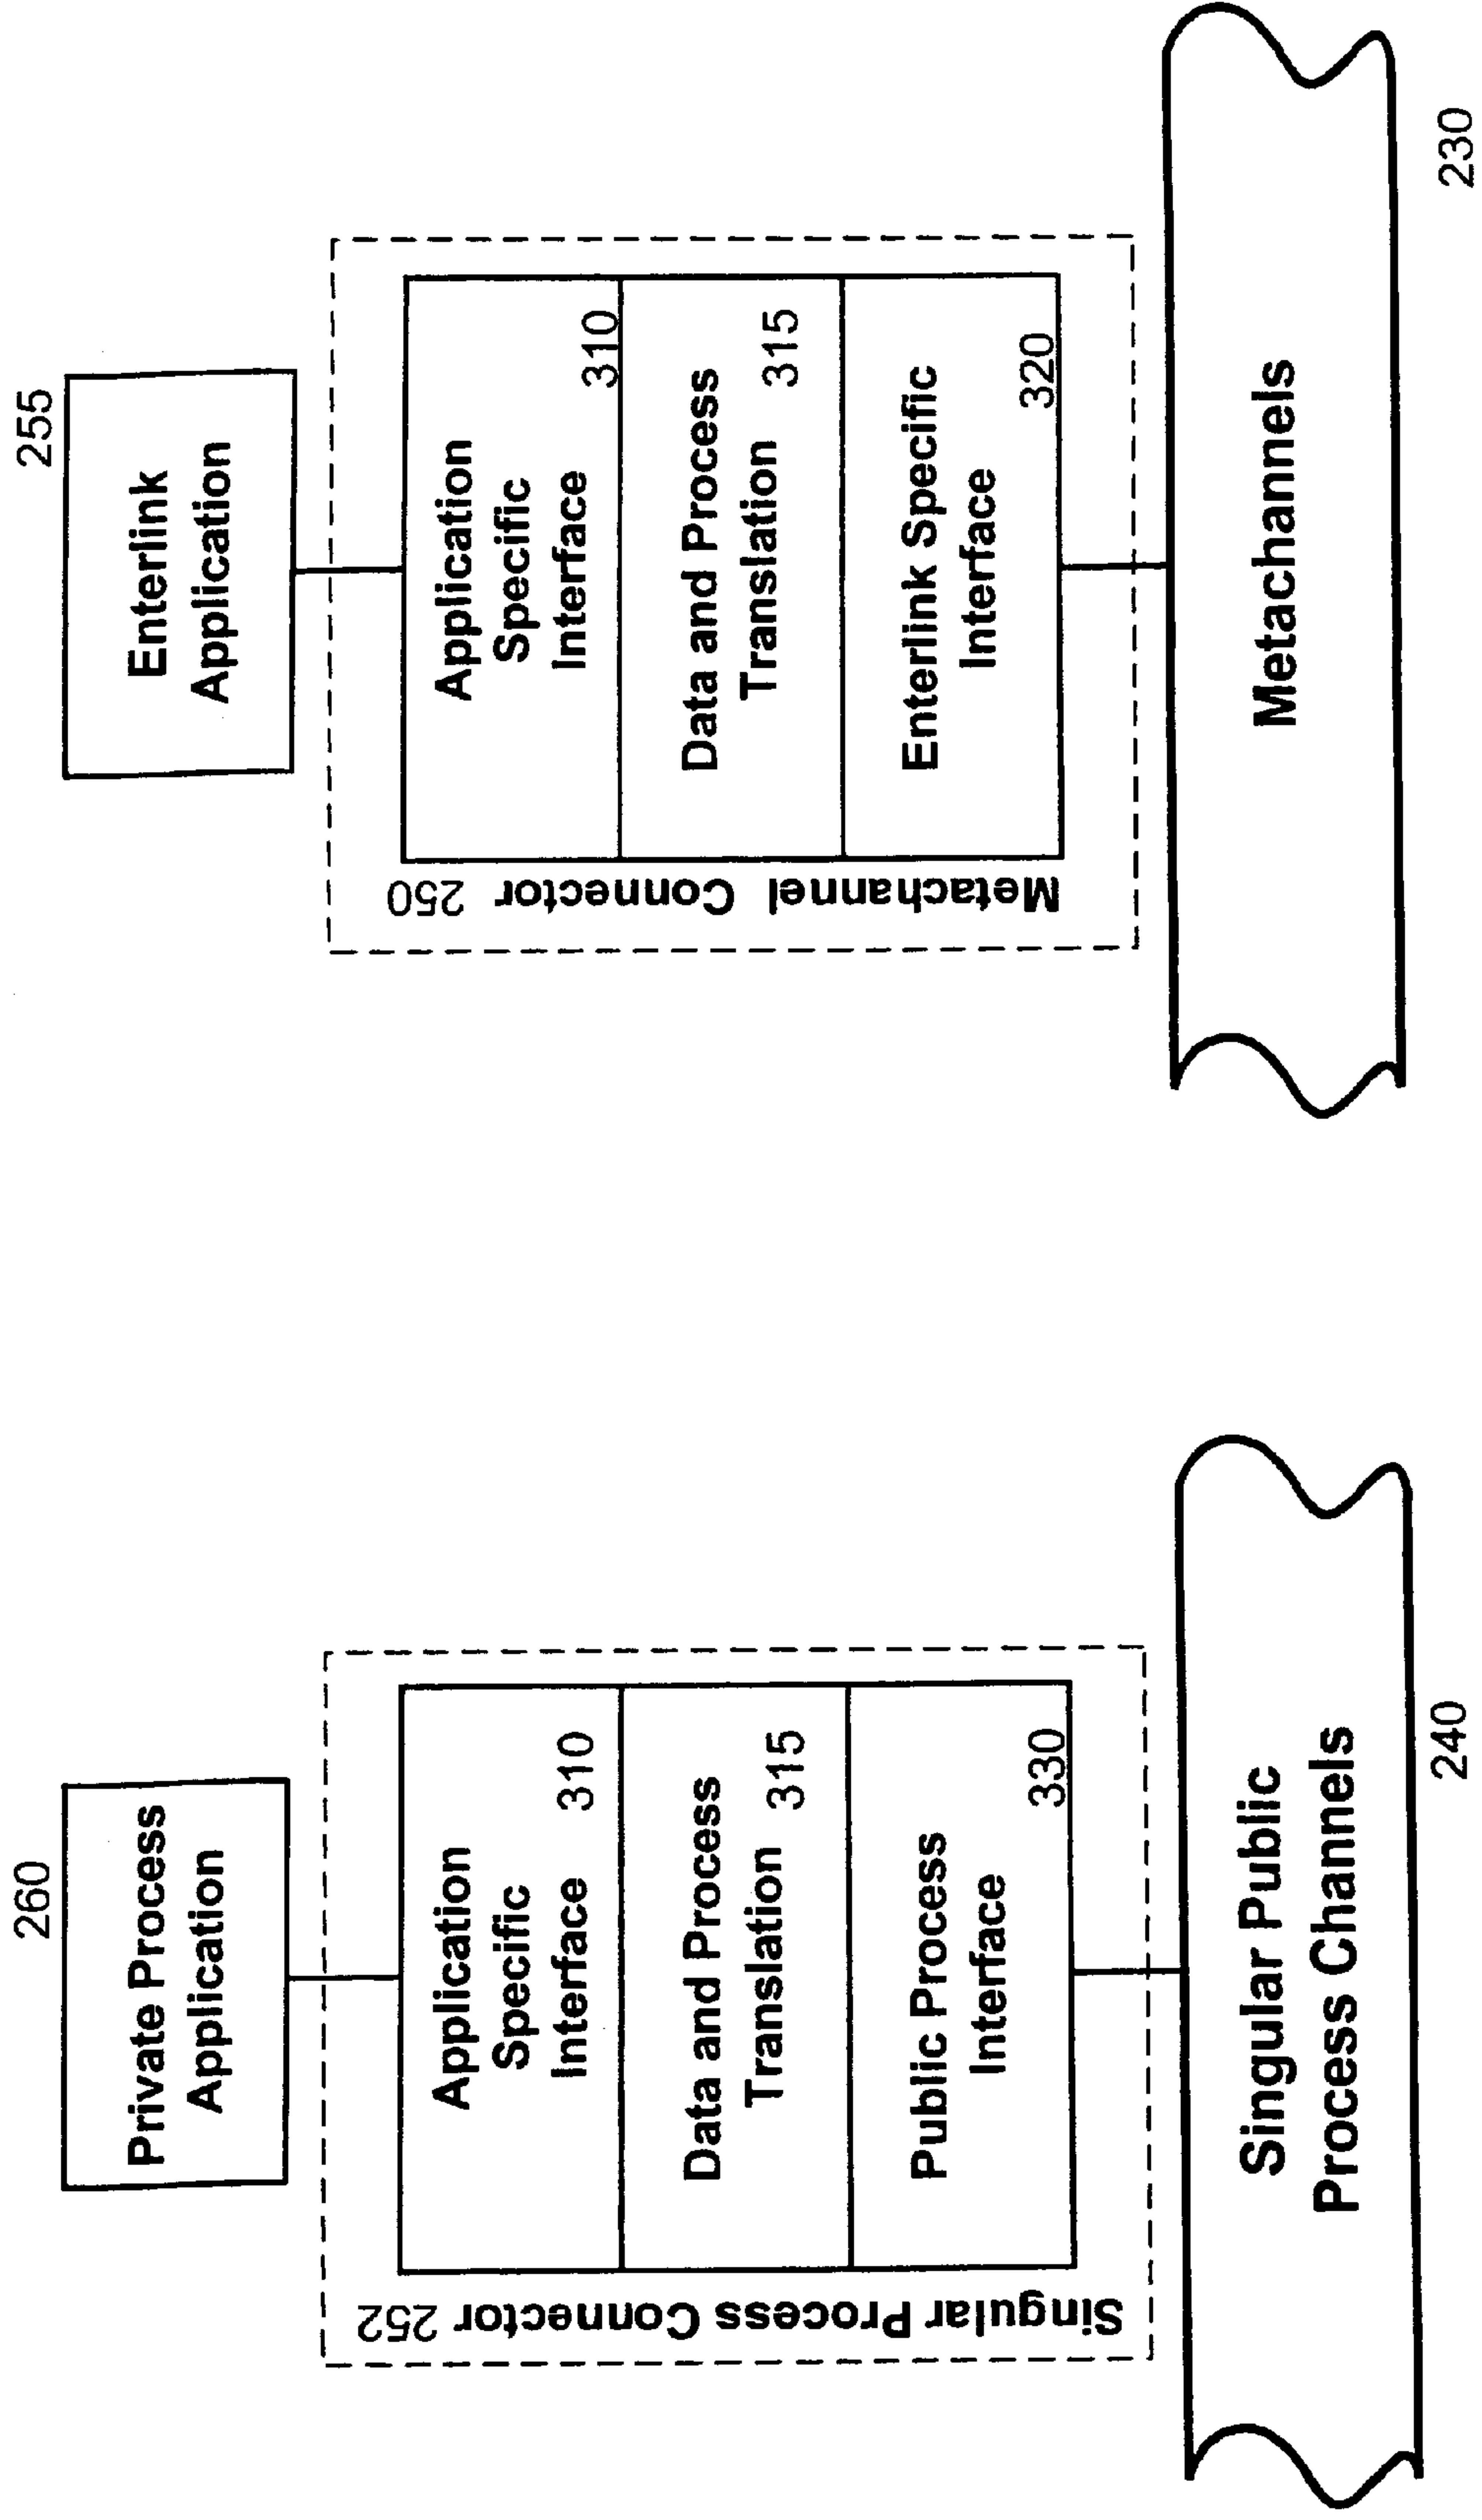 260
Private Process
Application
Singular Process Connector 252
Application
Specific
Interface
310
Data and Process
Translation
315
Public Process
Interface
330
Singular Public
Process Channels
240
255
Enterlink
Application
Metachannel Connector 250
Application
Specific
Interface
310
Data and Process
Translation
315
Enterlink Specific
Interface
320
Metachannels
230